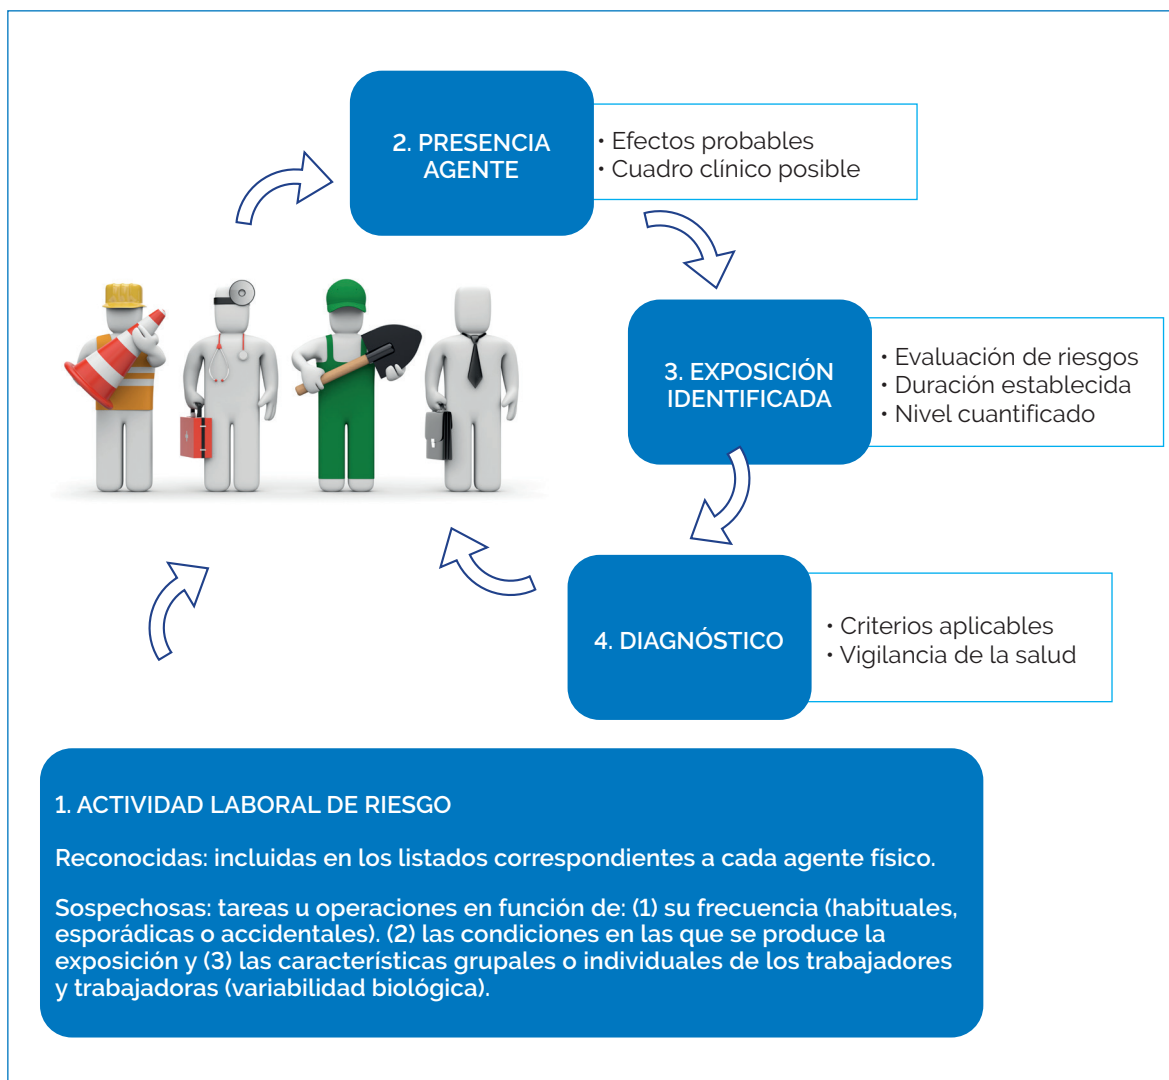 2. PRESENCIA
AGENTE
• Efectos probables
• Cuadro clínico posible
3. EXPOSICIÓN
IDENTIFICADA
• Evaluación de riesgos
• Duración establecida
• Nivel cuantificado
4. DIAGNÓSTICO
• Criterios aplicables
• Vigilancia de la salud
1. ACTIVIDAD LABORAL DE RIESGO
Reconocidas: incluidas en los listados correspondientes a cada agente físico.
Sospechosas: tareas u operaciones en función de: (1) su frecuencia (habituales,
esporádicas o accidentales). (2) las condiciones en las que se produce la
exposición y (3) las características grupales o individuales de los trabajadores
y trabajadoras (variabilidad biológica).